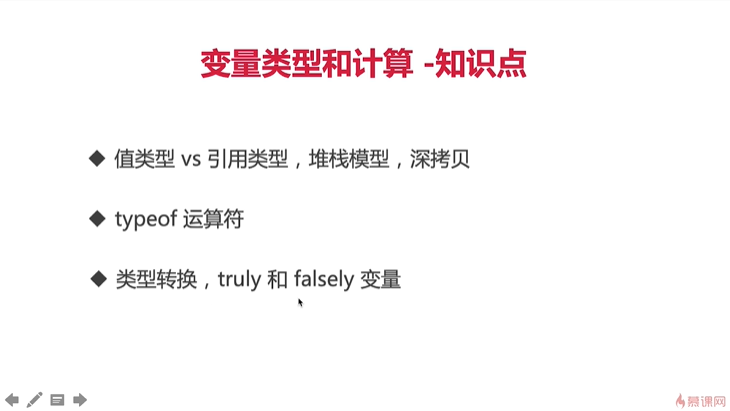 变量类型和计算 -知识点
◆ 值类型 vs 引用类型，堆栈模型，深拷贝
◆ typeof 运算符
◆ 类型转换，truly 和 falsely 变量
慕课网